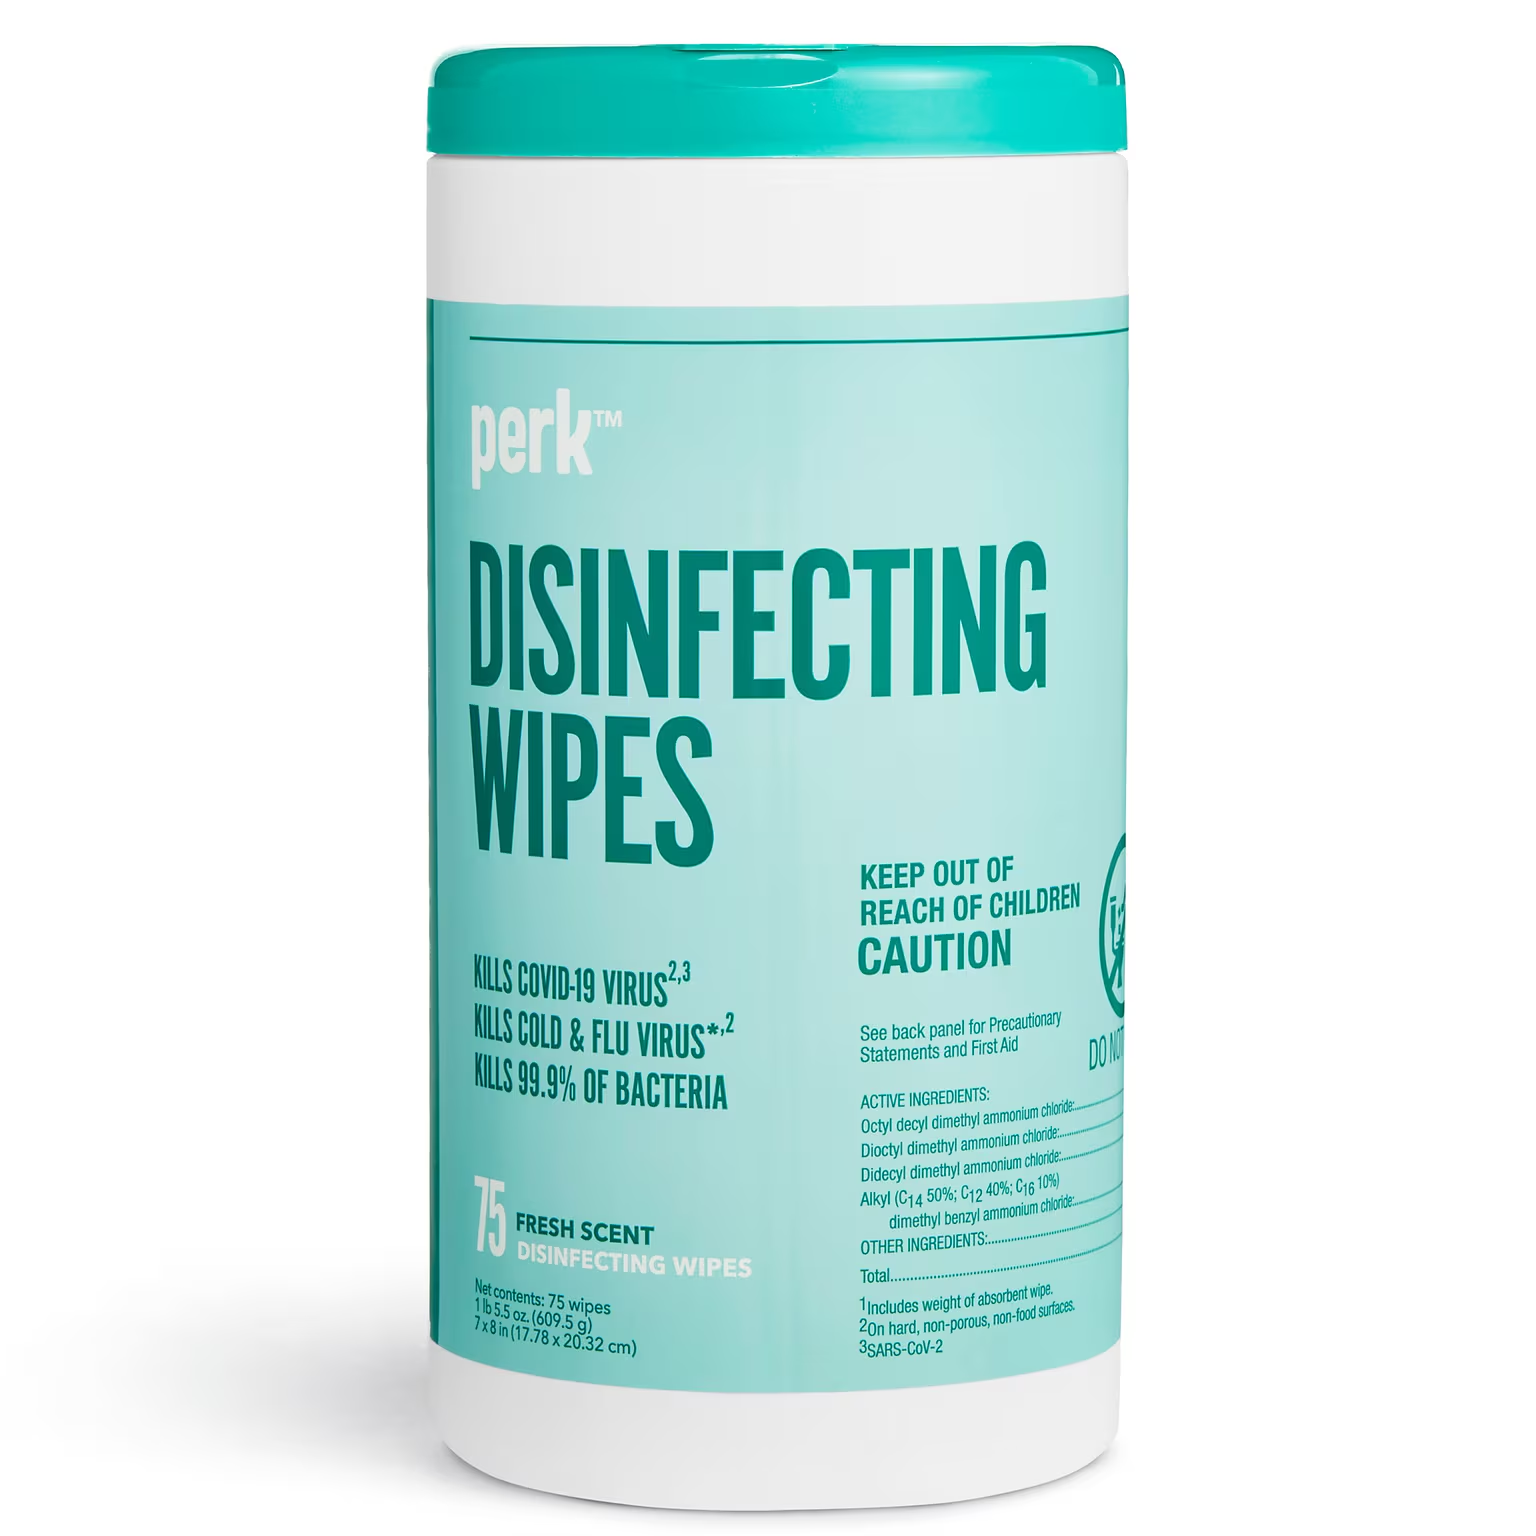 perk™
DISINFECTING
WIPES
KILLS COVID-19 VIRUS2,3
KILLS COLD & FLU VIRUS*,2
KILLS 99.9% OF BACTERIA
75 FRESH SCENT
DISINFECTING WIPES
Net contents: 75 wipes
1 lb 5.5 oz. (609.5 g)
7 x 8 in (17.78 x 20.32 cm)
KEEP OUT OF
REACH OF CHILDREN
CAUTION
DO NOT
See back panel for Precautionary
Statements and First Aid
ACTIVE INGREDIENTS:
Octyl decyl dimethyl ammonium chloride:
Dioctyl dimethyl ammonium chloride:
Didecyl dimethyl ammonium chloride:
Alkyl (C14 50%; C12 40%; C16 10%)
dimethyl benzyl ammonium chloride:
OTHER INGREDIENTS:
Total
1Includes weight of absorbent wipe.
2On hard, non-porous, non-food surfaces.
3SARS-CoV-2